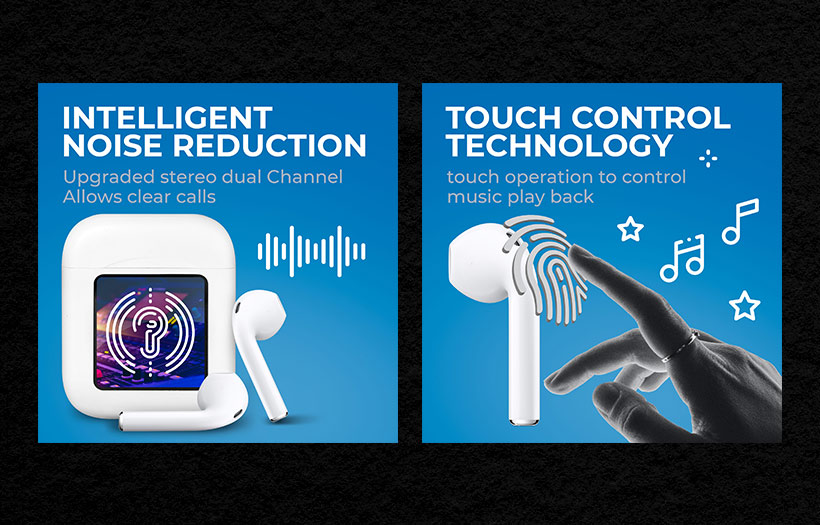 INTELLIGENT
NOISE REDUCTION
Upgraded stereo dual Channel
Allows clear calls
TOUCH CONTROL
TECHNOLOGY
touch operation to control
music play back